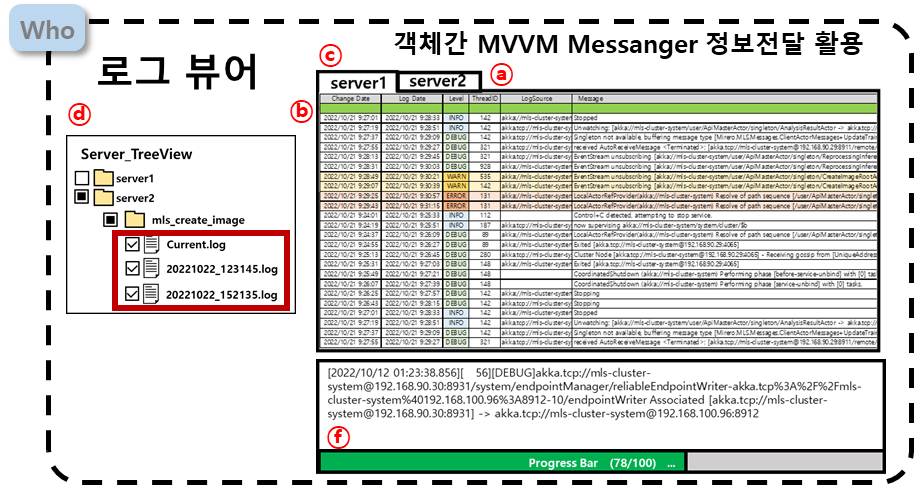 Who
로그 뷰어
객체간 MVVM Messanger 정보전달 활용
ⓒ
server1 server2 ⓐ
ⓓ
ⓑ
Server_TreeView
server1
server2
mls_create_image
Current.log
20221022_123145.log
20221022_152135.log
Change Date Log Date Level ThreadID LogSource Message
2022/10/21 9:27:01 2022/10/21 9:28:33 INFO 142 akka://mls-cluster-system Stopped
2022/10/21 9:27:19 2022/10/21 9:28:51 INFO 142 akka://mls-cluster-system Unwatching: [akka://mls-cluster-system/user/ApiMasterActor/singleton/AnalysisResultActor -> akka.tcp
2022/10/21 9:27:37 2022/10/21 9:29:09 DEBUG 142 akka://mls-cluster-system Singleton not available, buffering message type [Mirero.MLS.Messages.ClientActorMessages+UpdateTrain
2022/10/21 9:27:55 2022/10/21 9:29:27 DEBUG 321 akka://mls-cluster-system received AutoReceiveMessage <Terminated>: [akka.tcp://mls-cluster-system@192.168.90.29:8911/remote/
2022/10/21 9:28:13 2022/10/21 9:29:45 DEBUG 321 akka://mls-cluster-system EventStream unsubscribing [akka://mls-cluster-system/user/ApiMasterActor/singleton/ReprocessingInfere
2022/10/21 9:28:31 2022/10/21 9:30:03 DEBUG 928 akka://mls-cluster-system EventStream unsubscribing [akka://mls-cluster-system/user/ApiMasterActor/singleton/ReprocessingInfere
2022/10/21 9:28:49 2022/10/21 9:30:21 WARN 535 akka://mls-cluster-system EventStream unsubscribing [akka://mls-cluster-system/user/ApiMasterActor/singleton/CreateImageRootA
2022/10/21 9:29:07 2022/10/21 9:30:39 WARN 142 akka://mls-cluster-system EventStream unsubscribing [akka://mls-cluster-system/user/ApiMasterActor/singleton/CreateImageRootA
2022/10/21 9:29:25 2022/10/21 9:30:57 ERROR 131 akka://mls-cluster-system LocalActorRefProvider(akka://mls-cluster-system) Resolve of path sequence [/user/ApiMasterActor/singlet
2022/10/21 9:29:43 2022/10/21 9:31:15 ERROR 131 akka://mls-cluster-system LocalActorRefProvider(akka://mls-cluster-system) Resolve of path sequence [/user/ApiMasterActor/singlet
2022/10/21 9:24:01 2022/10/21 9:25:33 INFO 112 Control+C detected, attempting to stop service.
2022/10/21 9:24:19 2022/10/21 9:25:51 INFO 187 akka.tcp://mls-cluster-sy now supervising akka://mls-cluster-system/system/cluster/$b
2022/10/21 9:24:37 2022/10/21 9:26:09 DEBUG 89 akka.tcp://mls-cluster-sy LocalActorRefProvider(akka://mls-cluster-system) Resolve of path sequence [/user/ApiMasterActor/singlet
2022/10/21 9:24:55 2022/10/21 9:26:27 DEBUG 89 akka.tcp://mls-cluster-sy Exited [akka.tcp://mls-cluster-system@192.168.90.29:4065]
2022/10/21 9:25:13 2022/10/21 9:26:45 DEBUG 280 akka.tcp://mls-cluster-sy Cluster Node [akka.tcp://mls-cluster-system@192.168.90.29:4065] - Receiving gossip from [UniqueAddress
2022/10/21 9:25:31 2022/10/21 9:27:03 DEBUG 148 akka.tcp://mls-cluster-sy Exited [akka.tcp://mls-cluster-system@192.168.90.29:4065]
2022/10/21 9:25:49 2022/10/21 9:27:21 DEBUG 148 CoordinatedShutdown (akka://mls-cluster-system) Performing phase [before-service-unbind] with [0] tas
2022/10/21 9:26:07 2022/10/21 9:27:39 DEBUG 148 CoordinatedShutdown (akka://mls-cluster-system) Performing phase [service-unbind] with [0] tasks.
2022/10/21 9:26:25 2022/10/21 9:27:57 DEBUG 142 akka.tcp://mls-cluster-sy Stopping
2022/10/21 9:26:43 2022/10/21 9:28:15 DEBUG 142 akka.tcp://mls-cluster-sy Stopping
2022/10/21 9:27:01 2022/10/21 9:28:33 INFO 142 akka.tcp://mls-cluster-sy Stopped
2022/10/21 9:27:19 2022/10/21 9:28:51 INFO 142 akka.tcp://mls-cluster-sy Unwatching: [akka://mls-cluster-system/user/ApiMasterActor/singleton/AnalysisResultActor -> akka.tcp
2022/10/21 9:27:37 2022/10/21 9:29:09 DEBUG 142 akka.tcp://mls-cluster-sy Singleton not available, buffering message type [Mirero.MLS.Messages.ClientActorMessages+UpdateTrain
2022/10/21 9:27:55 2022/10/21 9:29:27 DEBUG 321 akka.tcp://mls-cluster-sy received AutoReceiveMessage <Terminated>: [akka.tcp://mls-cluster-system@192.168.90.29:8911/remote/
[2022/10/12 01:23:38.856][ 56][DEBUG]akka.tcp://mls-cluster-
system@192.168.90.30:8931/system/endpointManager/reliableEndpointWriter-akka.tcp%3A%2F%2Fmls-
cluster-system%40192.168.100.96%3A8912-10/endpointWriter Associated [akka.tcp://mls-cluster-
system@192.168.90.30:8931] -> akka.tcp://mls-cluster-system@192.168.100.96:8912
ⓕ
Progress Bar (78/100) ...